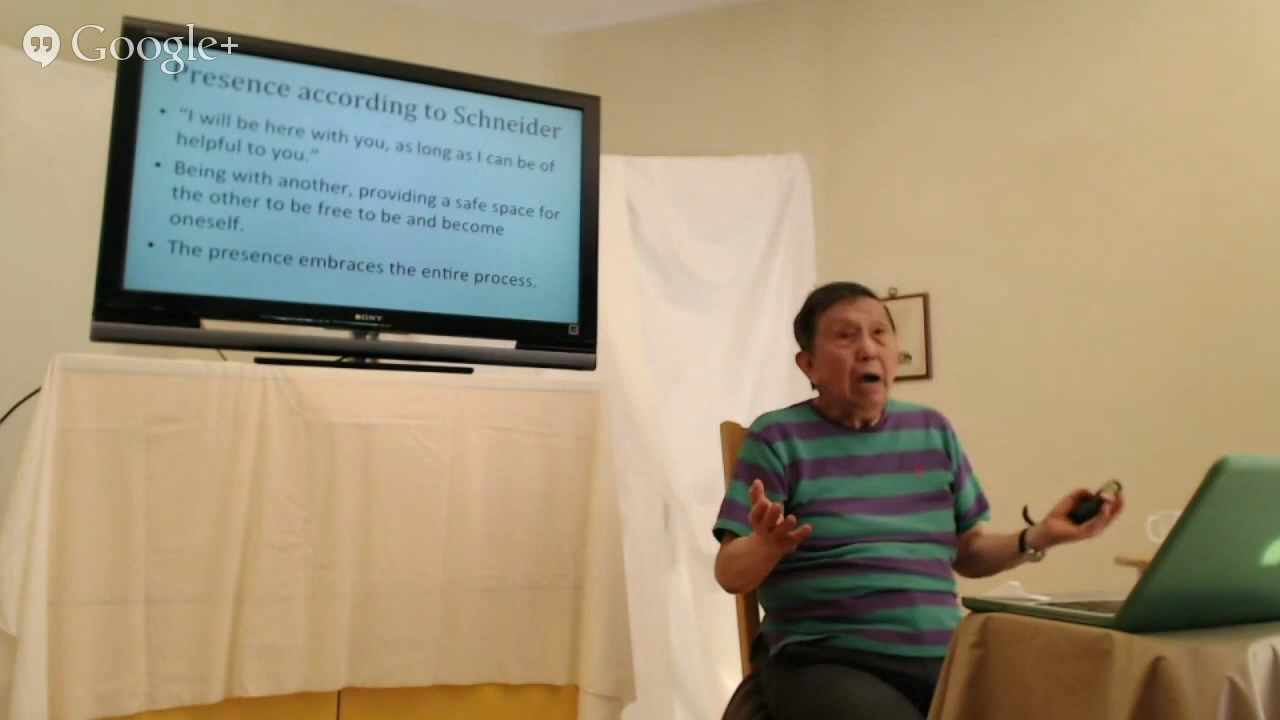 Google+
Presence according to Schneider
• “I will be here with you, as long as I can be of
helpful to you.”
• Being with another, providing a safe space for
the other to be free to be and become
oneself.
• The presence embraces the entire process.
SONY